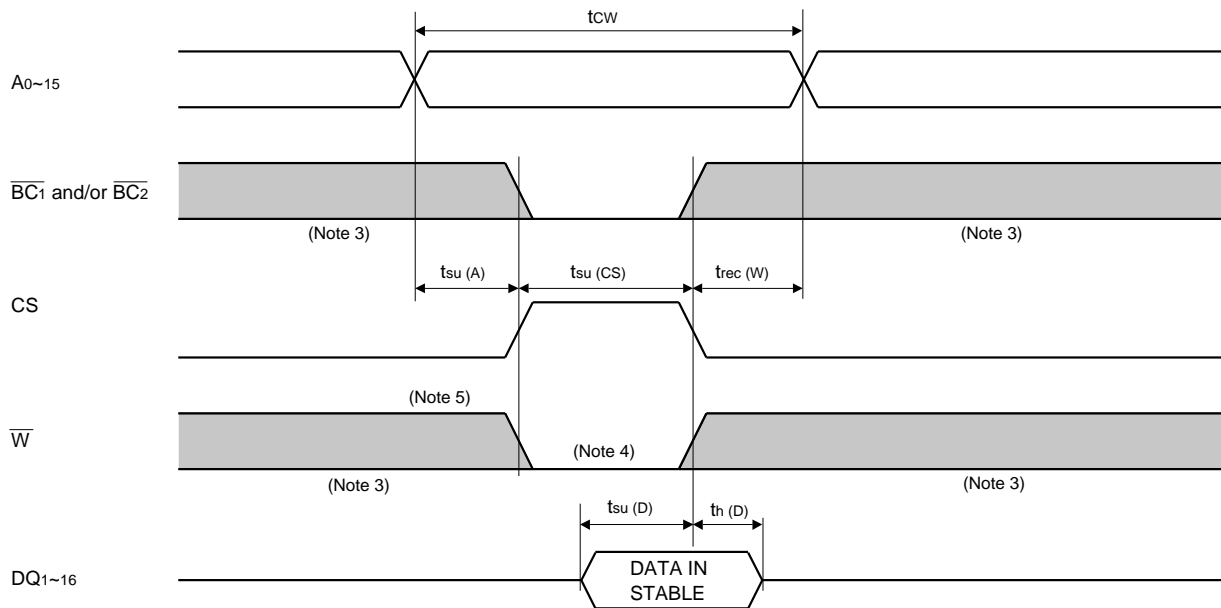 tCW
A0~15
BC1 and/or BC2
(Note 3) (Note 3)
tsu (A) tsu (CS) trec (W)
CS
(Note 5)
W
(Note 4)
(Note 3) (Note 3)
tsu (D) th (D)
DQ1~16
DATA IN
STABLE